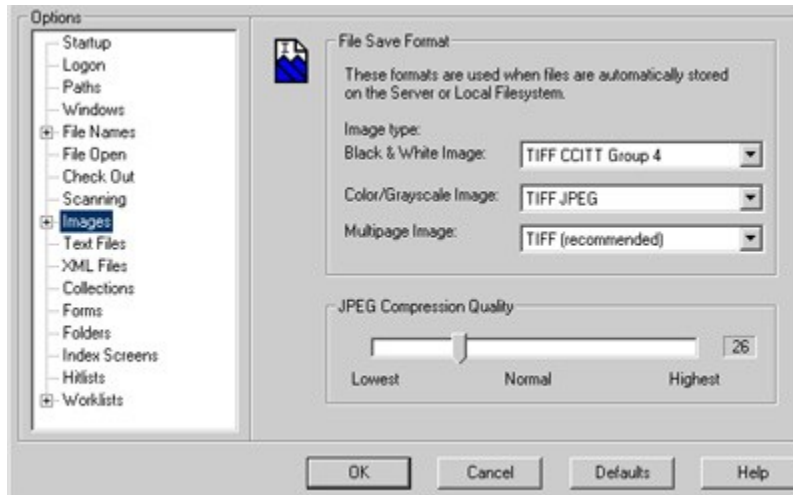 Options
Startup
Logon
Paths
Windows
File Names
File Open
Check Out
Scanning
Images
Text Files
XML Files
Collections
Forms
Folders
Index Screens
Hitlists
Worklists
File Save Format
These formats are used when files are automatically stored
on the Server or Local Filesystem.
Image type:
Black & White Image: TIFF CCITT Group 4
Color/Grayscale Image: TIFF JPEG
Multipage Image: TIFF (recommended)
JPEG Compression Quality
26
Lowest Normal Highest
OK Cancel Defaults Help